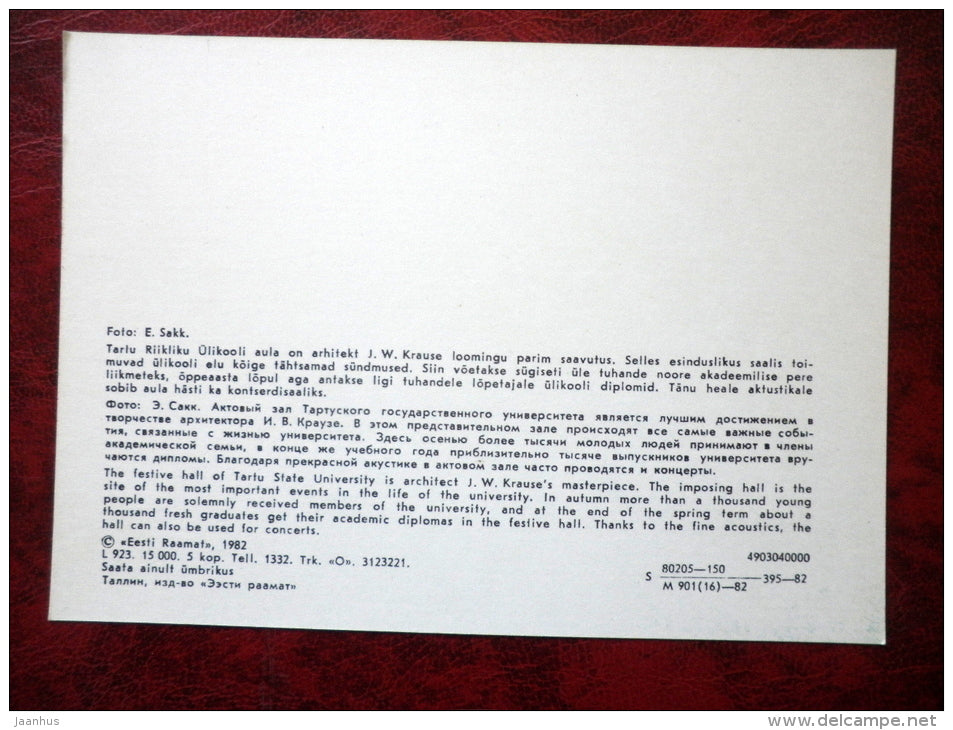 Foto: E. Sakk.
Tartu Riikliku Ülikooli aula on arhitekt J. W. Krause loomingu parim saavutus. Selles esinduslikus saalis toi-
muvad ülikooli elu kõige tähtsamad sündmused. Siin võetakse sügiseti üle tuhande noore akadeemilise pere
liikmeteks, õppeaasta lõpul aga antakse ligi tuhandele lõpetajale ülikooli diplomid. Tänu heale akustikale
sobib aula hästi ka kontserdisaaliks.
Фото: Э. Сакк. Актовый зал Тартуского государственного университета является лучшим достижением в
творчестве архитектора И. В. Краузе. В этом представительном зале происходят все самые важные собы-
тия, связанные с жизнью университета. Здесь осенью более тысячи молодых людей принимают в члены
академической семьи, в конце же учебного года приблизительно тысяче выпускников университета вру-
чаются дипломы. Благодаря прекрасной акустике в актовом зале часто проводятся и концерты.
The festive hall of Tartu State University is architect J. W. Krause's masterpiece. The imposing hall is the
site of the most important events in the life of the university. In autumn more than a thousand young
people are solemnly received members of the university, and at the end of the spring term about a
thousand fresh graduates get their academic diplomas in the festive hall. Thanks to the fine acoustics, the
hall can also be used for concerts.
© «Eesti Raamat», 1982
L 923. 15 000. 5 kop. Tell. 1332. Trk. «O». 3123221.
Saata ainult ümbrikus
Таллин, изд-во «Ээсти раамат»
4903040000
S 80205—150 —395—82
M 901(16)—82
Jaanhus
www.delcampe.net